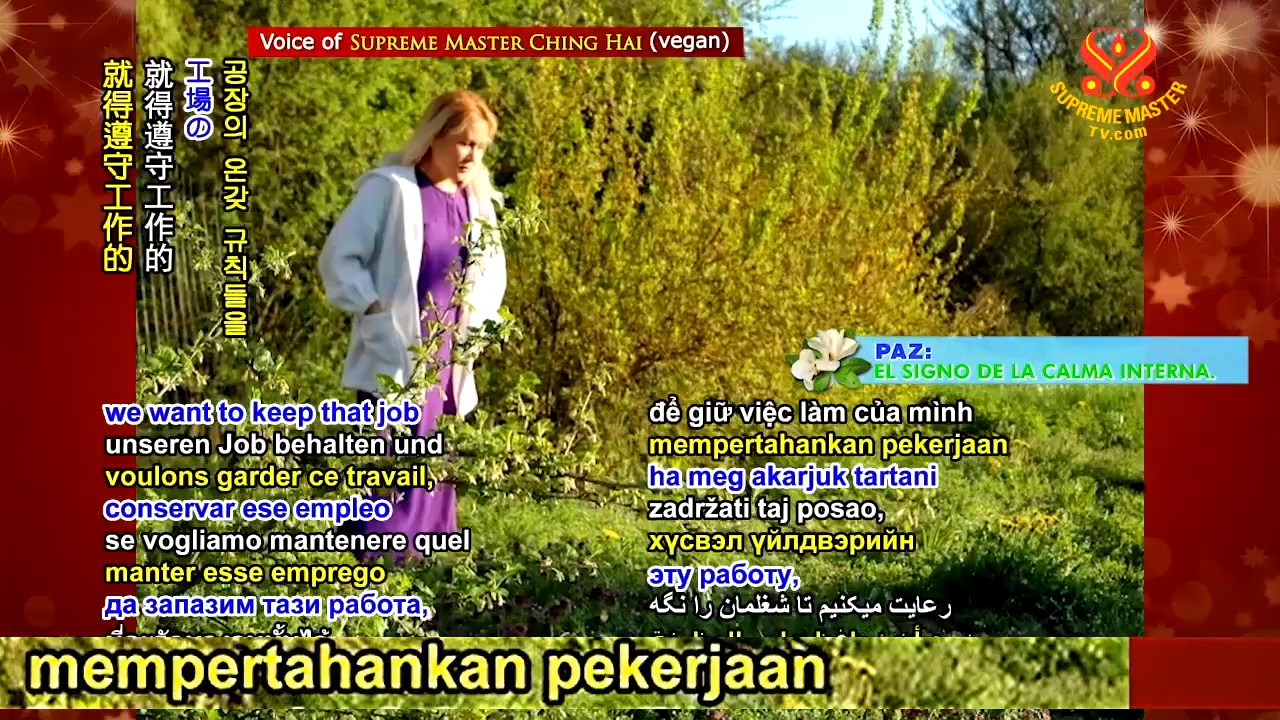 Voice of SUPREME MASTER CHING HAI (vegan)
SUPREME MASTER
TV.com
就得遵守工作的
就得遵守工作的
工場の
공장의 온갖 규칙들을
PAZ:
EL SIGNO DE LA CALMA INTERNA.
we want to keep that job
unseren Job behalten und
voulons garder ce travail,
conservar ese empleo
se vogliamo mantenere quel
manter esse emprego
да запазим тази работа,
để giữ việc làm của mình
mempertahankan pekerjaan
ha meg akarjuk tartani
zadržati taj posao,
хүсвэл үйлдвэрийн
эту работу,
رعایت میکنیم تا شغلمان را نگه
mempertahankan pekerjaan